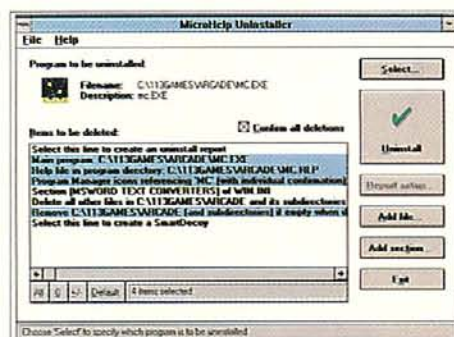 MicroHelp Uninstaller
File Help
Program to be uninstalled:
Select...
Filename: C:\113GAMES\ARCADE\MC.EXE
Description: mc.EXE
Items to be deleted:
Confirm all deletions
Uninstall
Select this line to create an uninstall report
Main program: C:\113GAMES\ARCADE\MC.EXE
Help file in program directory: C:\113GAMES\ARCADE\MC.HLP
Program Manager icons referencing 'MC' [with individual confirmation]
Section [MSWORD TEXT CONVERTERS] of WIN.INI
Delete all other files in C:\113GAMES\ARCADE and its subdirectories
Remove C:\113GAMES\ARCADE [and subdirectories] if empty when d
Select this line to create a SmartDecoy
Report setup...
Add file...
Add section...
All 0 +/- Default 4 items selected
Exit
Choose 'Select' to specify which program is to be uninstalled